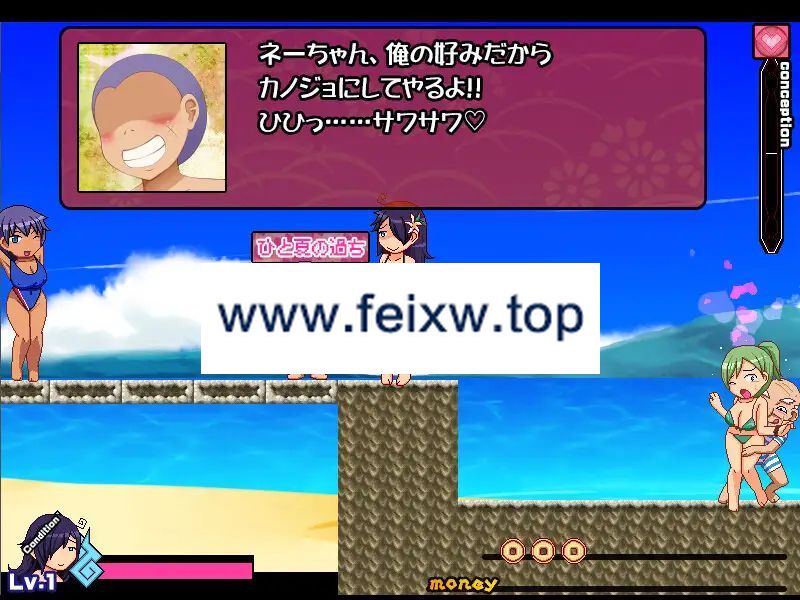 ネーちゃん、俺の好みだから
カノジョにしてやるよ!!
ひひっ……サワサワ♡
conception
ひと夏の過ち
www.feixw.top
Condition
Lv.1
money